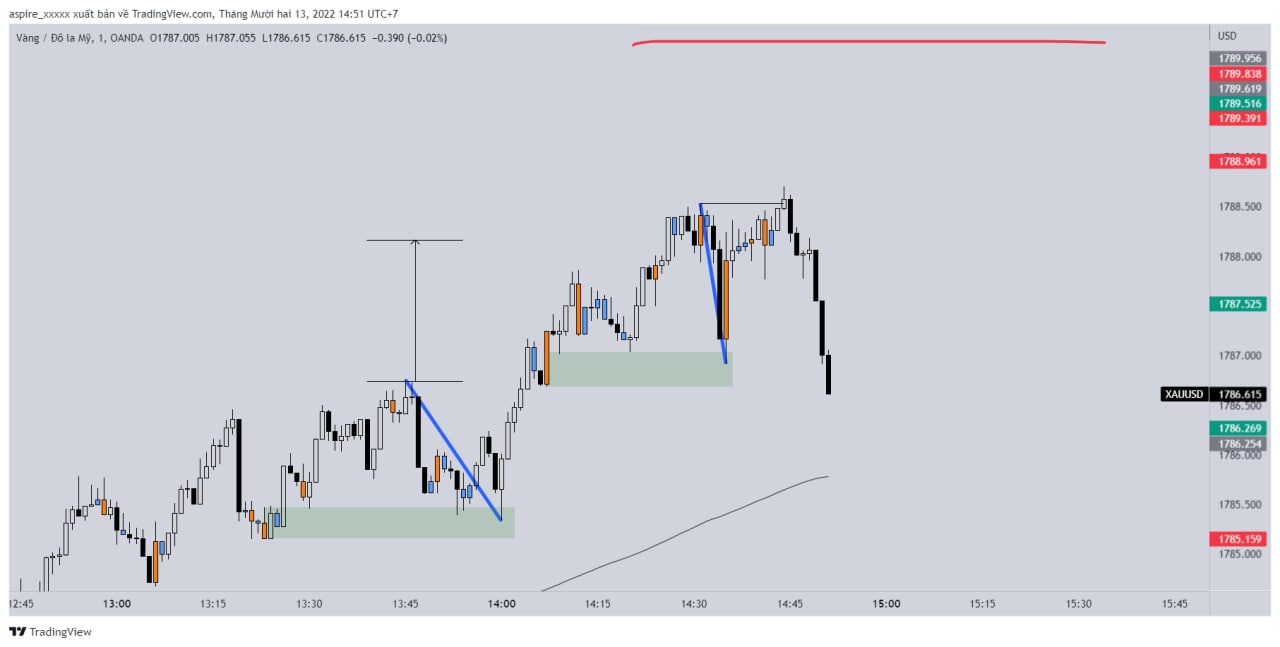 aspire_xxxxx xuất bản về TradingView.com, Tháng Mười hai 13, 2022 14:51 UTC+7
Vàng / Đô la Mỹ, 1, OANDA O1787.005 H1787.055 L1786.615 C1786.615 −0.390 (−0.02%)
USD
1789.956
1789.838
1789.619
1789.516
1789.391
1788.961
1788.500
1788.000
1787.525
1787.000
XAUUSD 1786.615
1786.500
1786.269
1786.254
1786.000
1785.500
1785.159
1785.000
12:45 13:00 13:15 13:30 13:45 14:00 14:15 14:30 14:45 15:00 15:15 15:30 15:45
TradingView